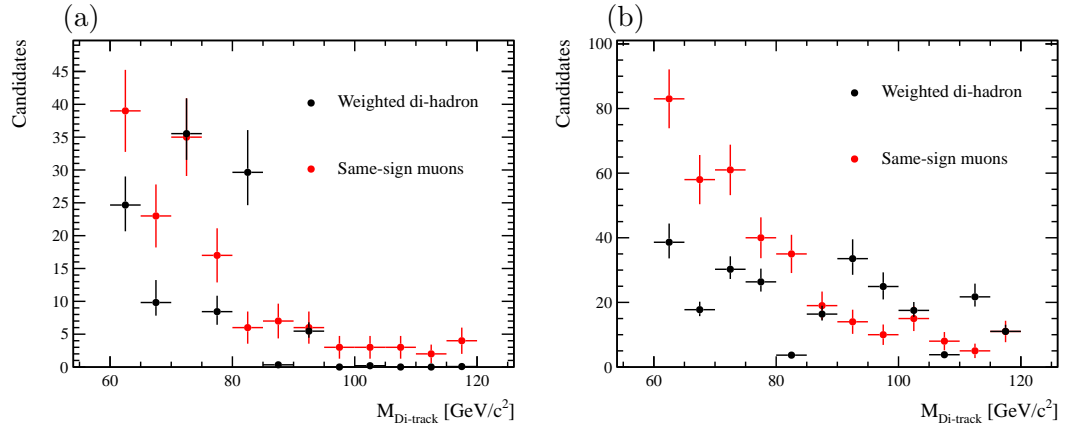 (a)
Candidates
45
40
35
30
25
20
15
10
5
0
60
80
100
120
Weighted di-hadron
Same-sign muons
M_Di-track [GeV/c²]
(b)
Candidates
100
80
60
40
20
0
60
80
100
120
Weighted di-hadron
Same-sign muons
M_Di-track [GeV/c²]